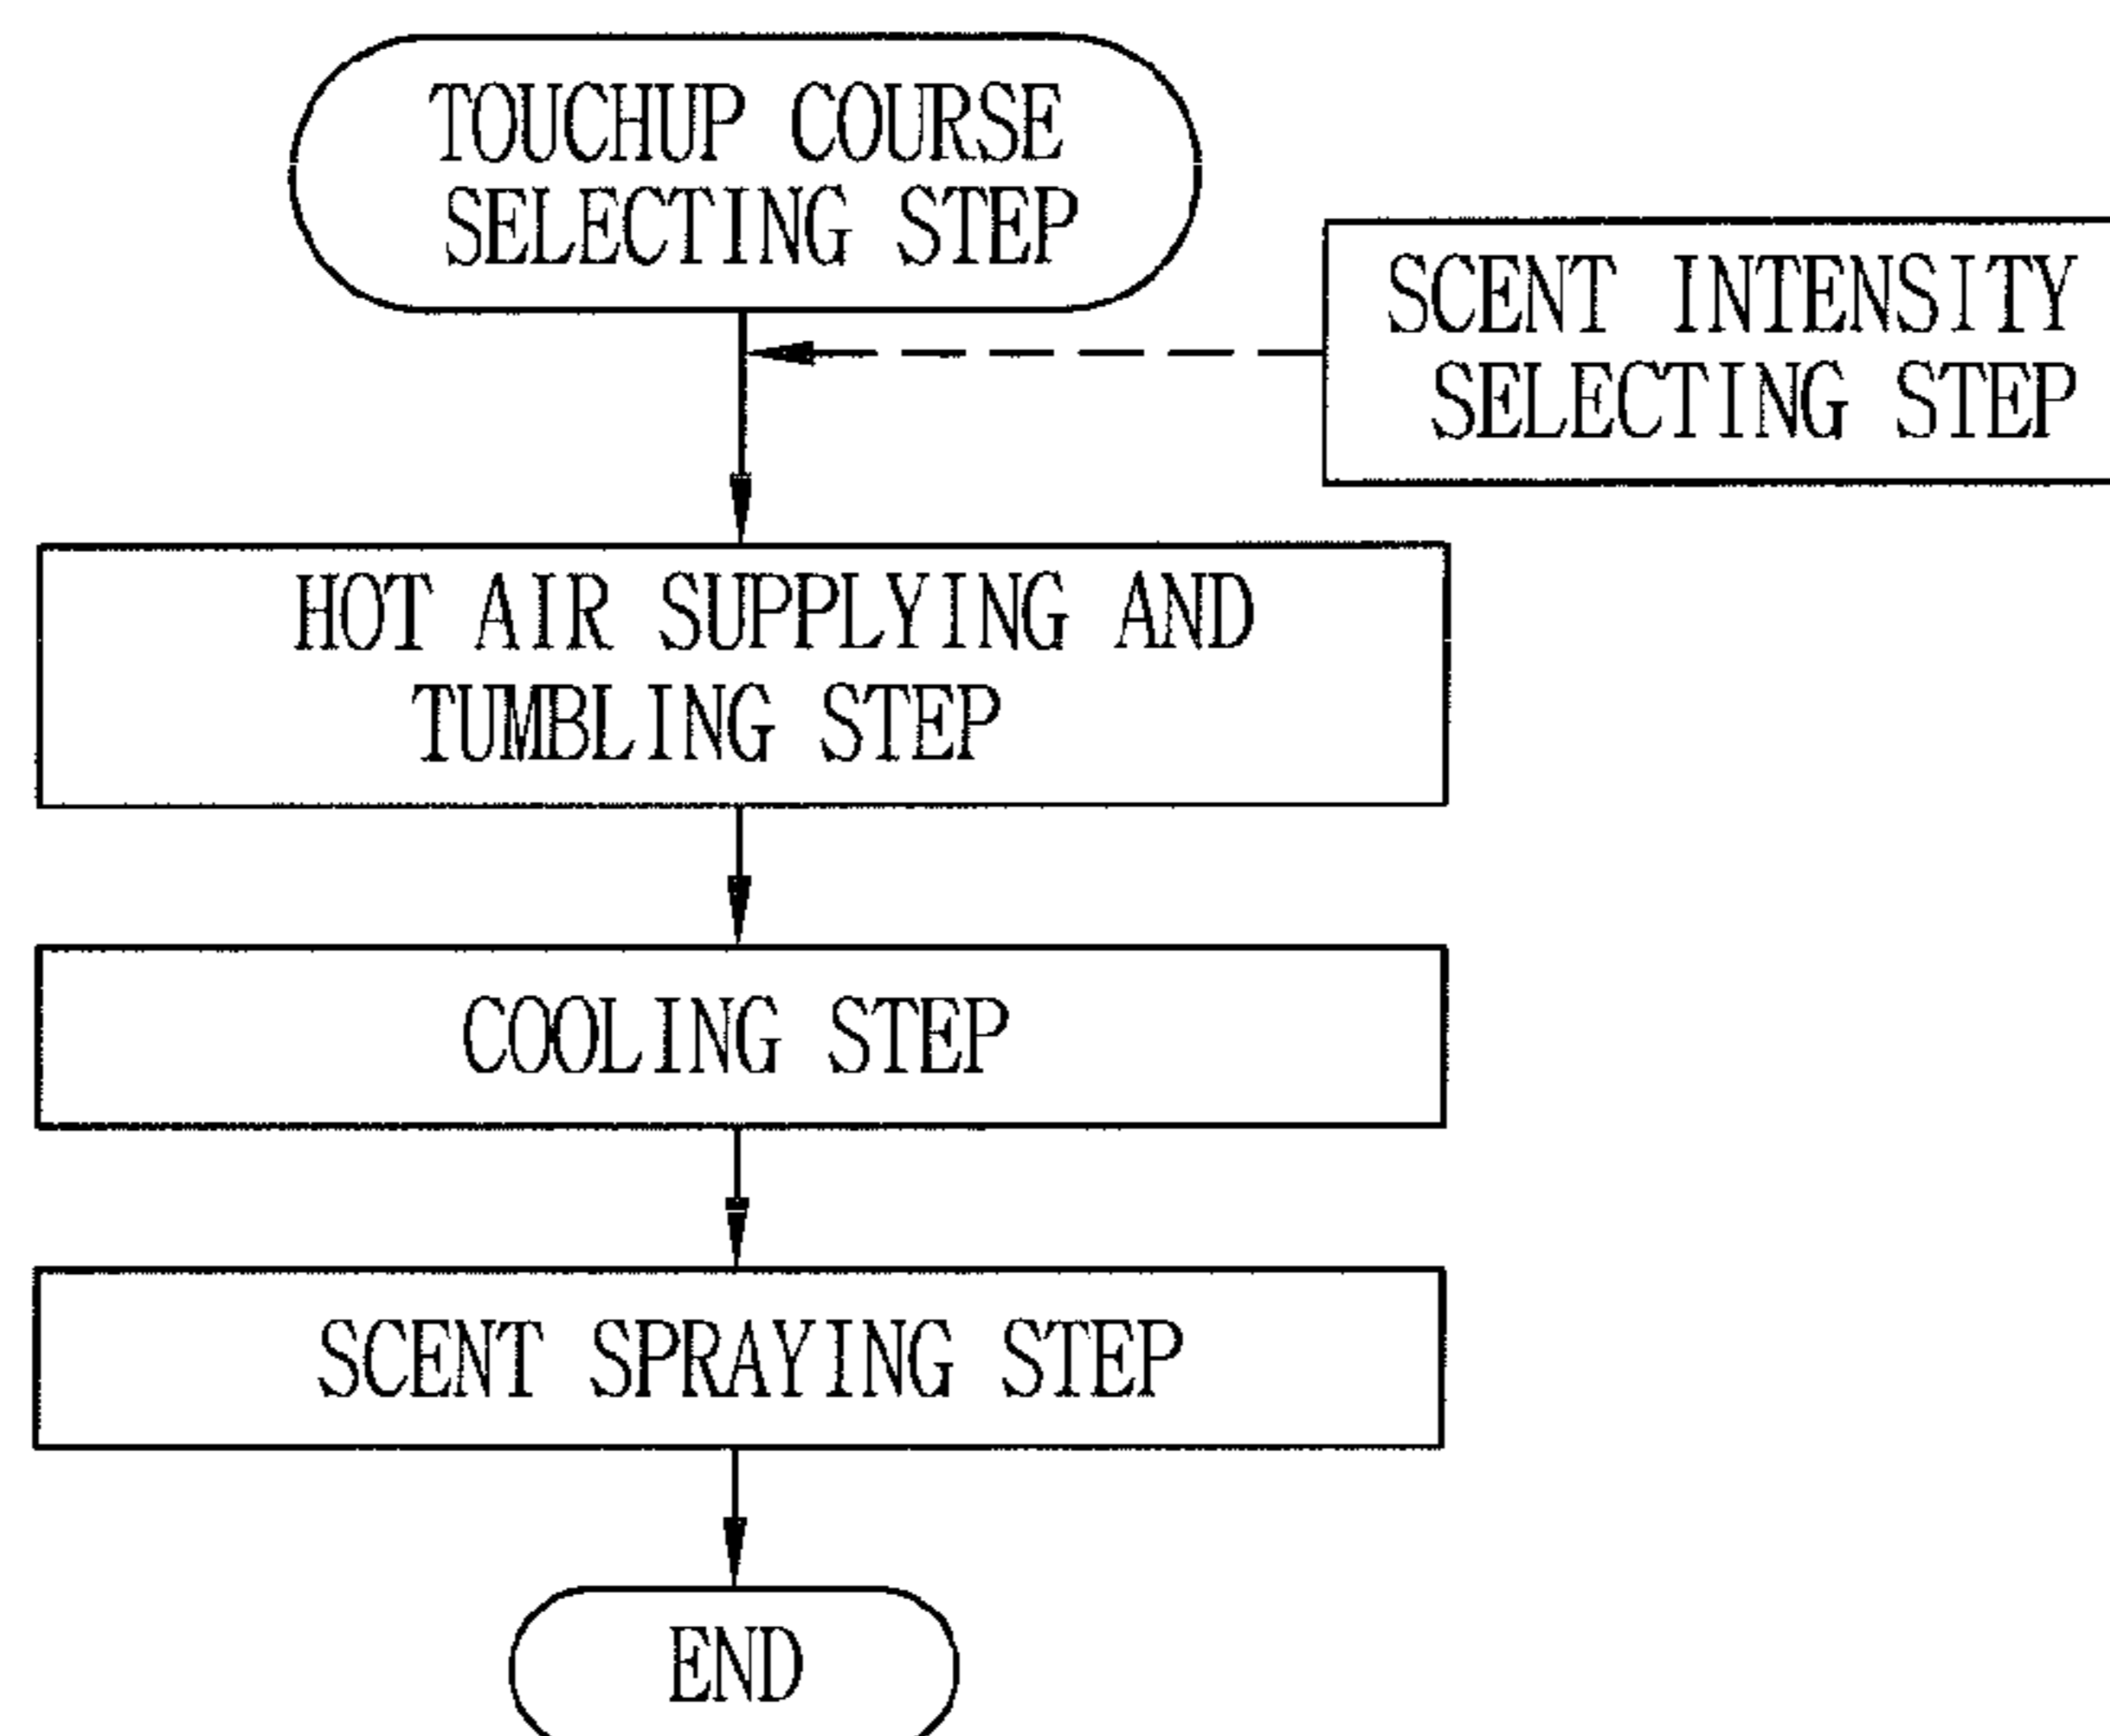 TOUCHUP COURSE
SELECTING STEP
SCENT INTENSITY
SELECTING STEP
HOT AIR SUPPLYING AND
TUMBLING STEP
COOLING STEP
SCENT SPRAYING STEP
END